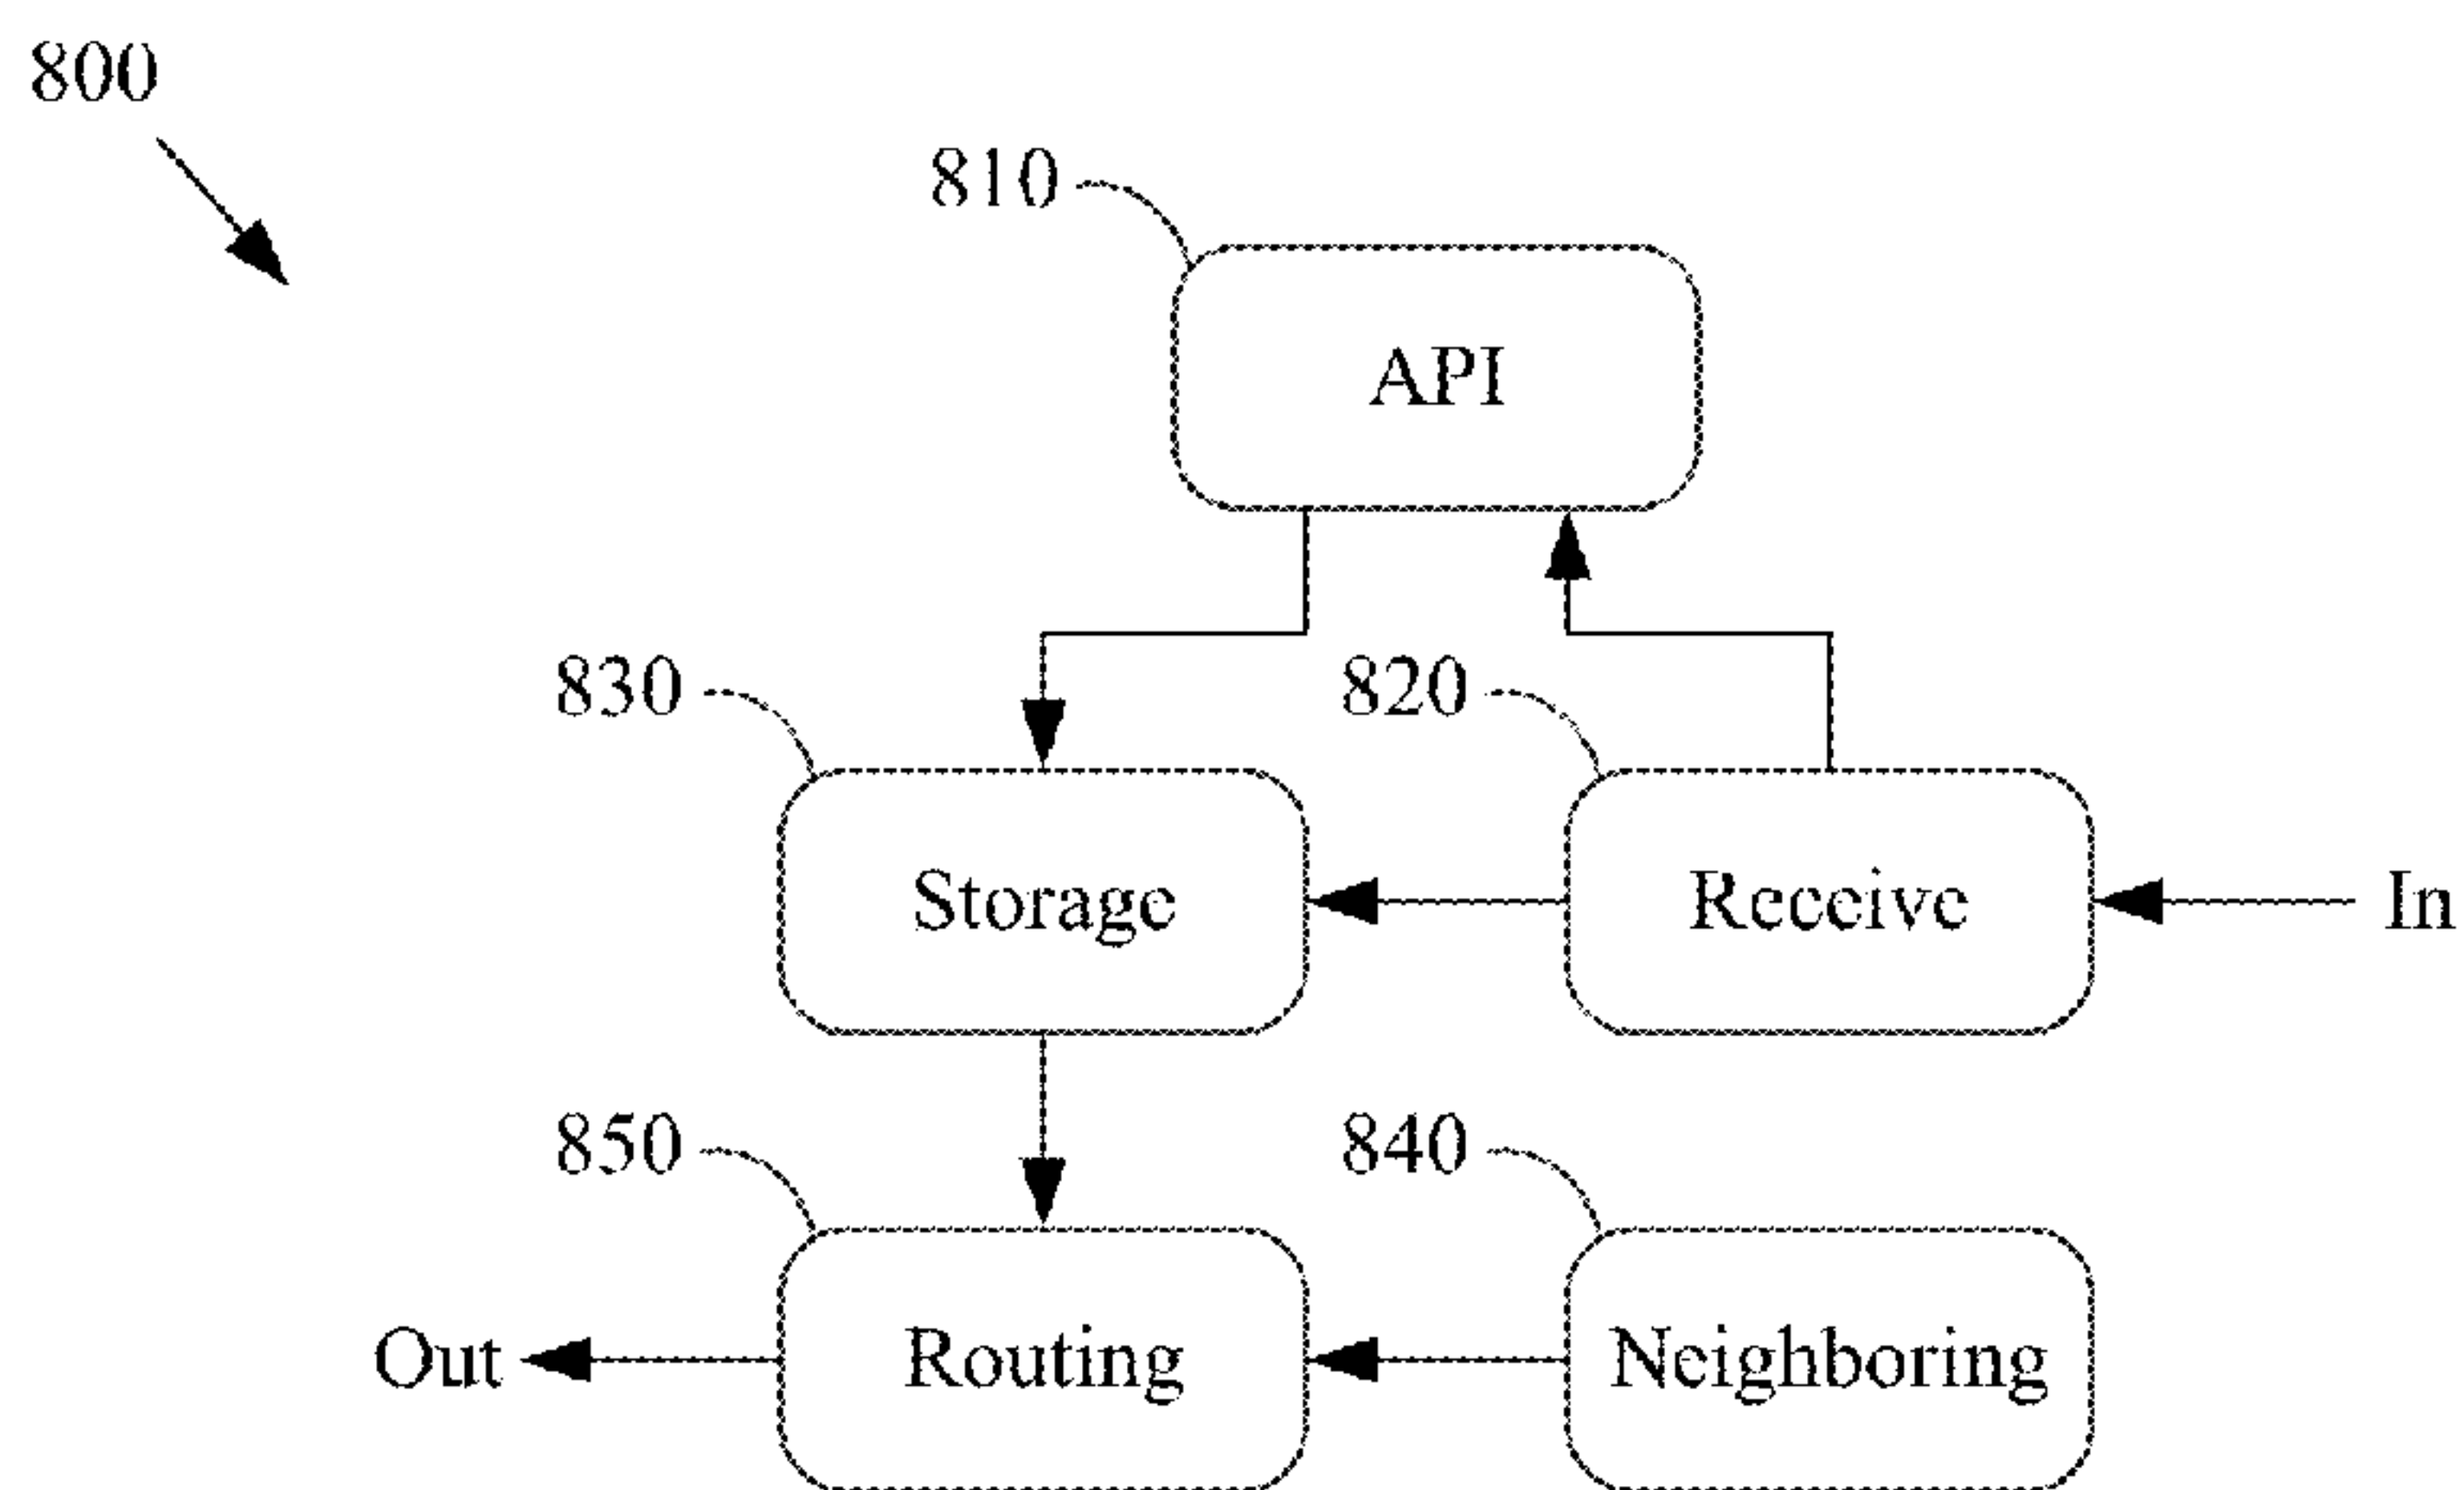 800
810
API
830
820
Storage
Receive
In
850
840
Out
Routing
Neighboring